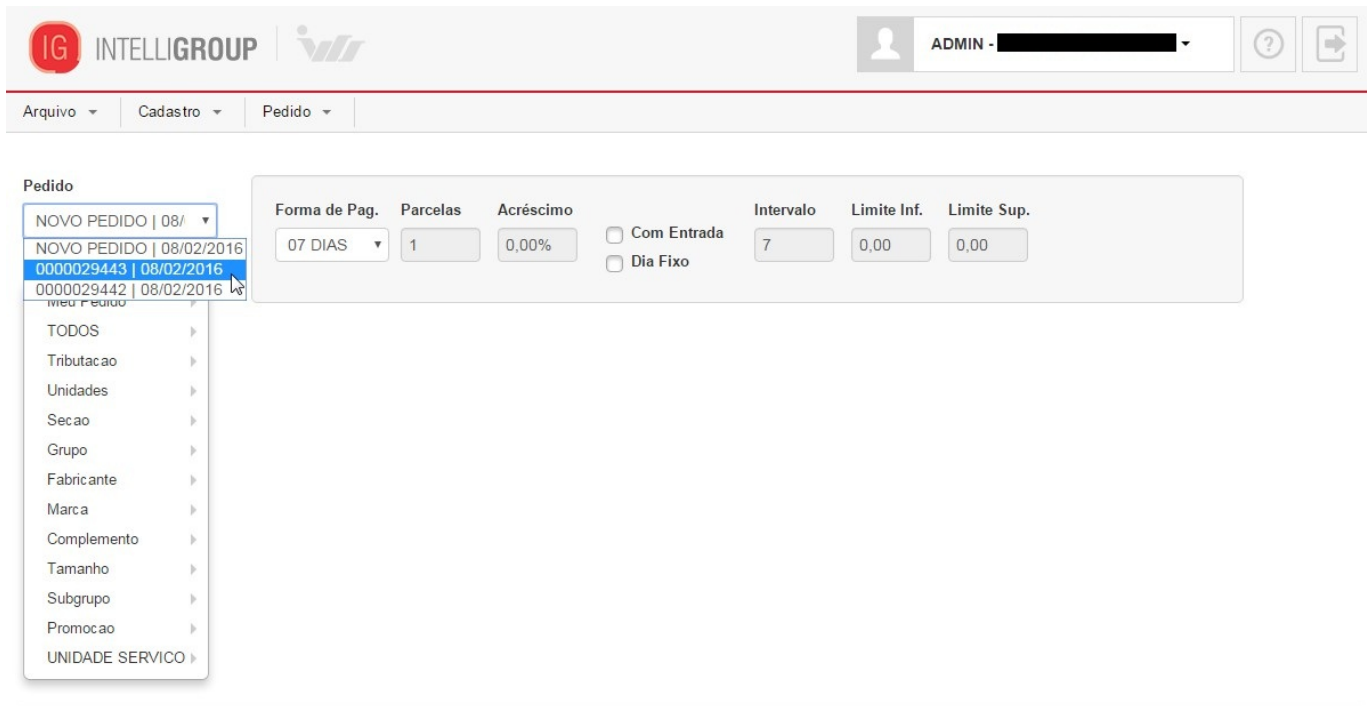 IG INTELLIGROUP
ADMIN -
?
Arquivo Cadastro Pedido
Pedido
NOVO PEDIDO | 08/
NOVO PEDIDO | 08/02/2016
0000029443 | 08/02/2016
0000029442 | 08/02/2016
Forma de Pag. Parcelas Acréscimo Intervalo Limite Inf. Limite Sup.
07 DIAS 1 0,00% Com Entrada 7 0,00 0,00
Dia Fixo
Meu Pedido
TODOS
Tributacao
Unidades
Secao
Grupo
Fabricante
Marca
Complemento
Tamanho
Subgrupo
Promocao
UNIDADE SERVICO